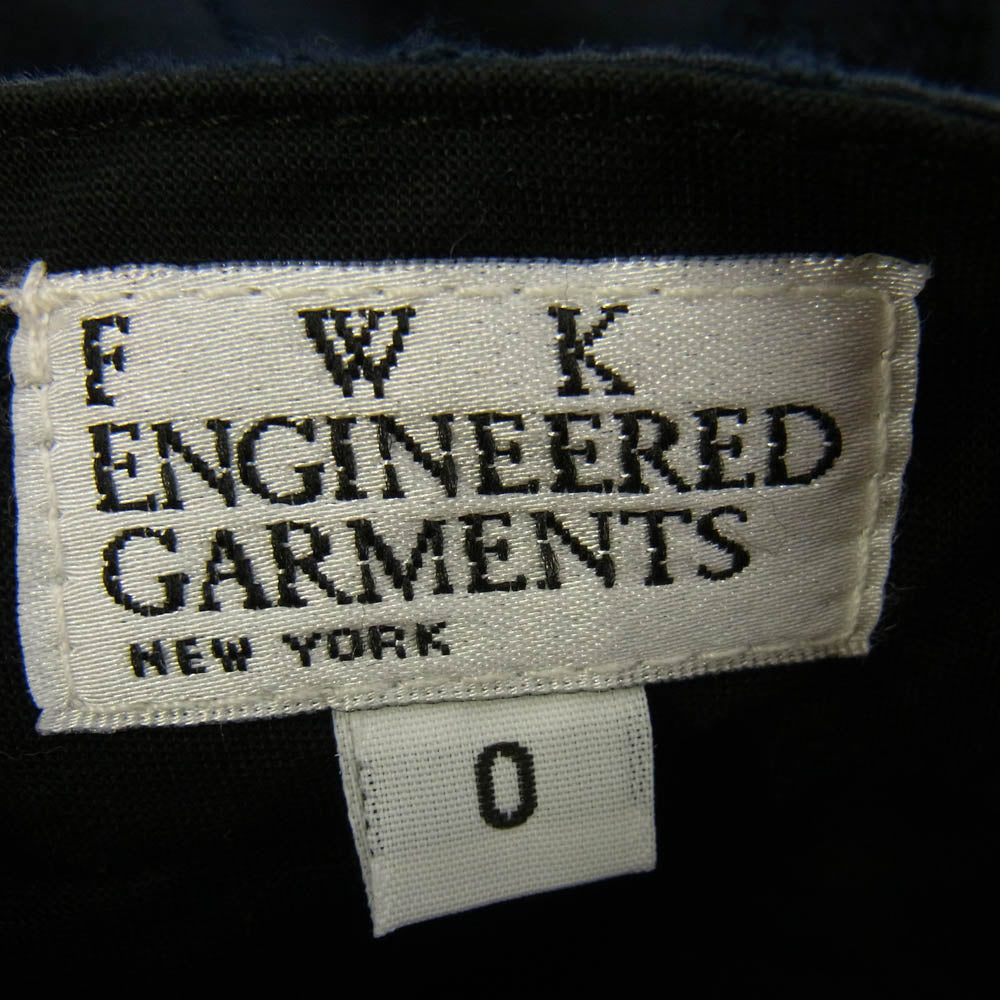 F W K
ENGINEERED
GARMENTS
NEW YORK
0